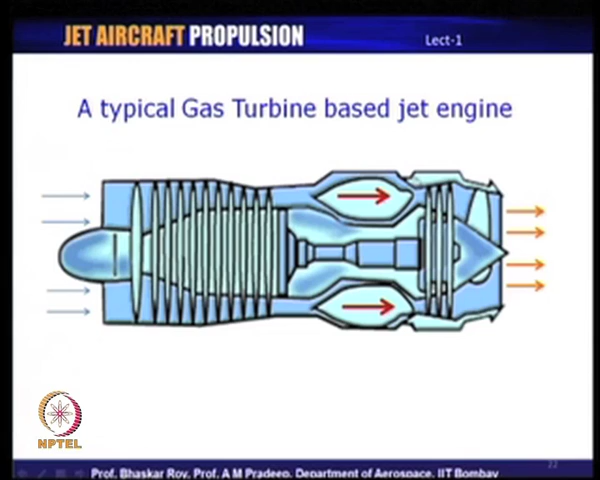 JET AIRCRAFT PROPULSION
Lect-1
A typical Gas Turbine based jet engine
NPTEL
22
Prof. Bhaskar Roy, Prof. A M Pradeep, Department of Aerospace, IIT Bombay